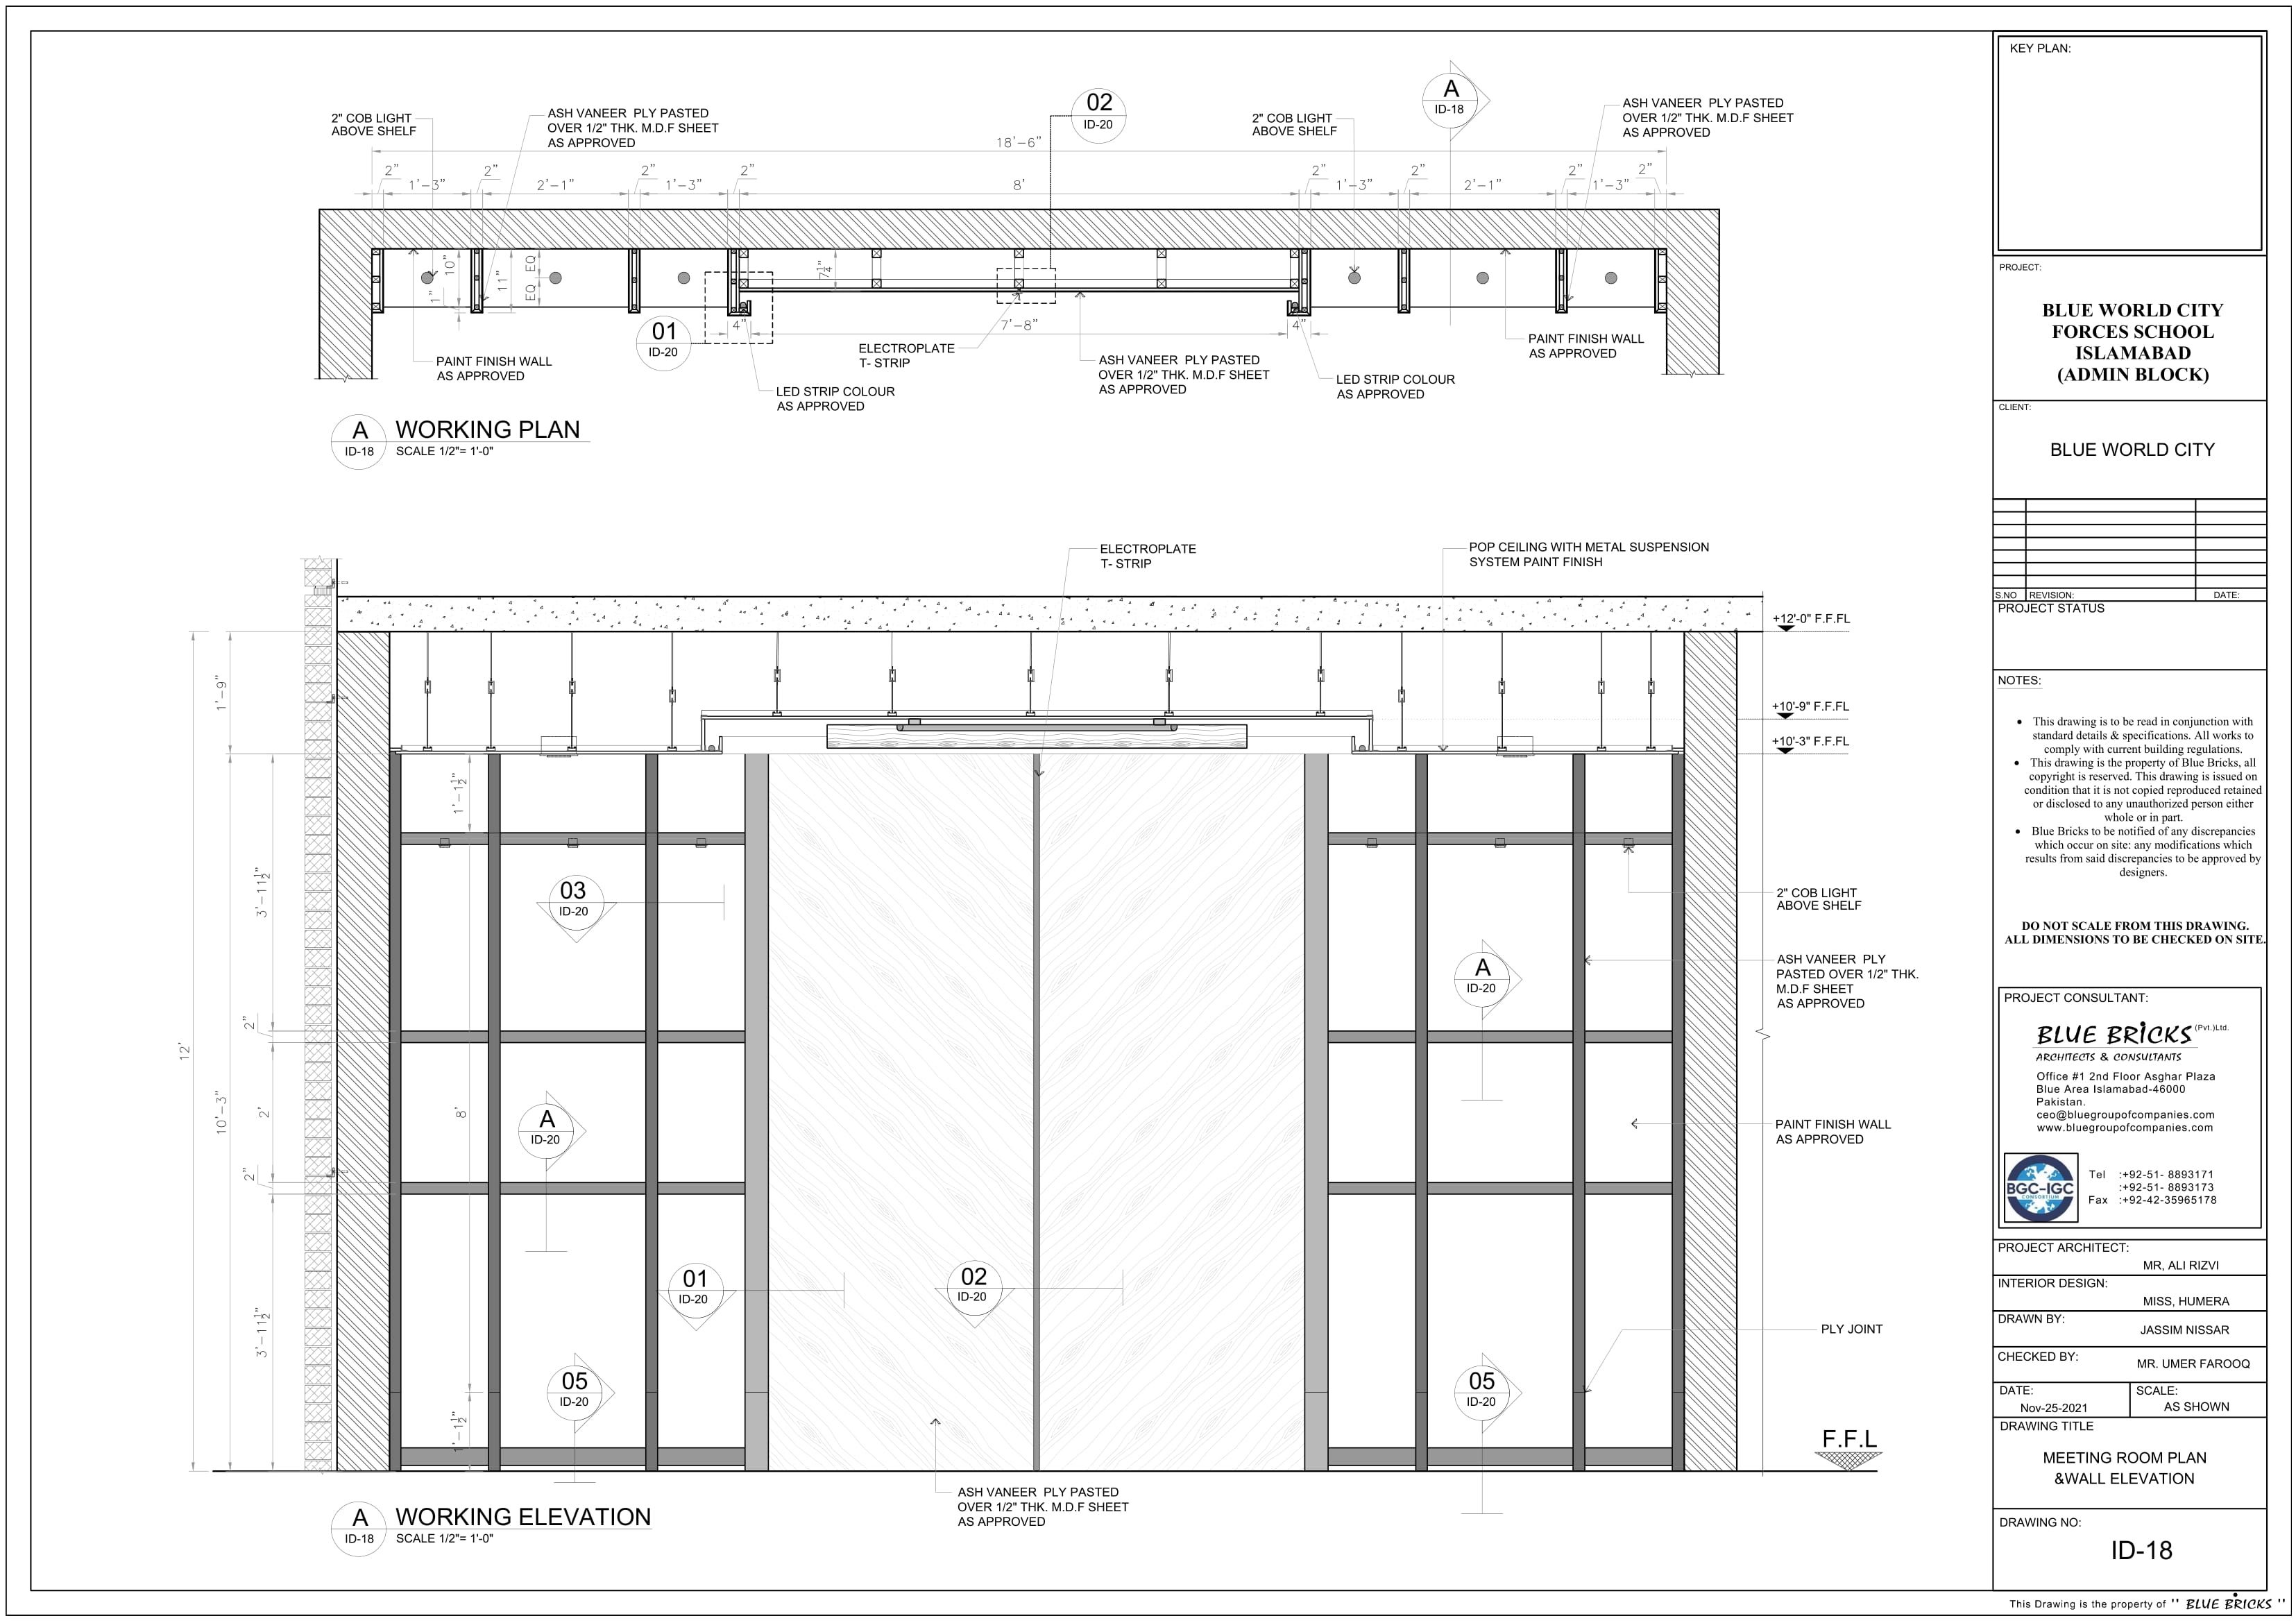 2" COB LIGHT
ABOVE SHELF
ASH VANEER PLY PASTED
OVER 1/2" THK. M.D.F SHEET
AS APPROVED
02
ID-20
2" COB LIGHT
ABOVE SHELF
A
ID-18
ASH VANEER PLY PASTED
OVER 1/2" THK. M.D.F SHEET
AS APPROVED
18'-6"
2"
1'-3"
2"
2'-1"
2"
1'-3"
2"
8'
2"
1'-3"
2"
2'-1"
2"
1'-3"
2"
10"
1"
11"
EQ
EQ
7 1/4"
01
ID-20
4"
7'-8"
4"
PAINT FINISH WALL
AS APPROVED
ELECTROPLATE
T- STRIP
LED STRIP COLOUR
AS APPROVED
ASH VANEER PLY PASTED
OVER 1/2" THK. M.D.F SHEET
AS APPROVED
LED STRIP COLOUR
AS APPROVED
PAINT FINISH WALL
AS APPROVED
A
ID-18
WORKING PLAN
SCALE 1/2"= 1'-0"
ELECTROPLATE
T- STRIP
POP CEILING WITH METAL SUSPENSION
SYSTEM PAINT FINISH
+12'-0" F.F.FL
+10'-9" F.F.FL
+10'-3" F.F.FL
12'
1'-9"
10'-3"
3'-11 1/2"
2"
2'
2"
3'-11 1/2"
1'-1 1/2"
8'
1'-1 1/2"
03
ID-20
A
ID-20
01
ID-20
02
ID-20
05
ID-20
A
ID-20
05
ID-20
2" COB LIGHT
ABOVE SHELF
ASH VANEER PLY
PASTED OVER 1/2" THK.
M.D.F SHEET
AS APPROVED
PAINT FINISH WALL
AS APPROVED
PLY JOINT
F.F.L
ASH VANEER PLY PASTED
OVER 1/2" THK. M.D.F SHEET
AS APPROVED
A
ID-18
WORKING ELEVATION
SCALE 1/2"= 1'-0"
KEY PLAN:
PROJECT:
BLUE WORLD CITY
FORCES SCHOOL
ISLAMABAD
(ADMIN BLOCK)
CLIENT:
BLUE WORLD CITY
S.NO REVISION: DATE:
PROJECT STATUS
NOTES:
• This drawing is to be read in conjunction with
standard details & specifications. All works to
comply with current building regulations.
• This drawing is the property of Blue Bricks, all
copyright is reserved. This drawing is issued on
condition that it is not copied reproduced retained
or disclosed to any unauthorized person either
whole or in part.
• Blue Bricks to be notified of any discrepancies
which occur on site: any modifications which
results from said discrepancies to be approved by
designers.
DO NOT SCALE FROM THIS DRAWING.
ALL DIMENSIONS TO BE CHECKED ON SITE.
PROJECT CONSULTANT:
BLUE BRICKS (Pvt.)Ltd.
ARCHITECTS & CONSULTANTS
Office #1 2nd Floor Asghar Plaza
Blue Area Islamabad-46000
Pakistan.
ceo@bluegroupofcompanies.com
www.bluegroupofcompanies.com
BGC-IGC
CONSORTIUM
Tel :+92-51- 8893171
:+92-51- 8893173
Fax :+92-42-35965178
PROJECT ARCHITECT:
MR, ALI RIZVI
INTERIOR DESIGN:
MISS, HUMERA
DRAWN BY:
JASSIM NISSAR
CHECKED BY:
MR. UMER FAROOQ
DATE:
Nov-25-2021
SCALE:
AS SHOWN
DRAWING TITLE
MEETING ROOM PLAN
&WALL ELEVATION
DRAWING NO:
ID-18
This Drawing is the property of '' BLUE BRICKS ''